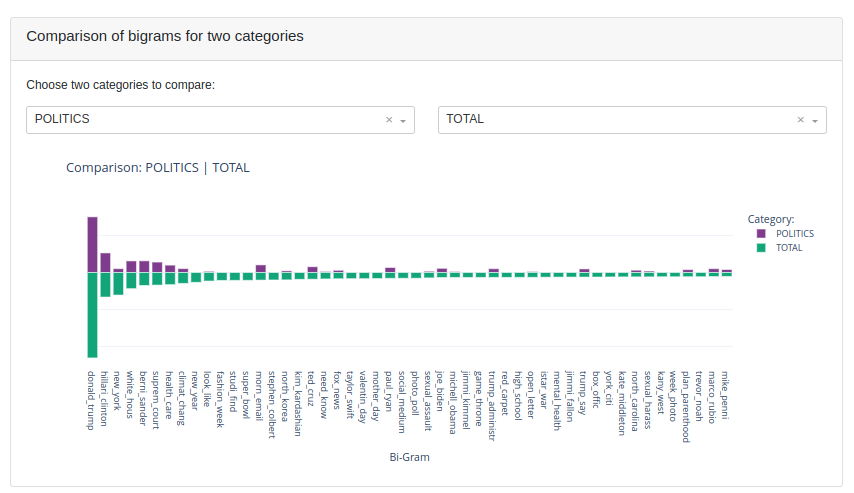 Comparison of bigrams for two categories
Choose two categories to compare:
POLITICS
TOTAL
Comparison: POLITICS | TOTAL
Category:
POLITICS
TOTAL
donald_trump
hillari_clinton
new_york
white_hous
berni_sander
suprem_court
health_care
climat_chang
new_year
look_like
fashion_week
studi_find
super_bowl
morn_email
stephen_colbert
north_korea
kim_kardashian
ted_cruz
need_know
fox_news
taylor_swift
valentin_day
mother_day
paul_ryan
social_medium
photo_poll
sexual_assault
joe_biden
michell_obama
jimmi_kimmel
game_throne
trump_administr
red_carpet
high_school
open_letter
istar_war
mental_health
jimmi_fallon
trump_say
box_offic
york_citi
kate_middleton
north_carolina
sexual_harass
kany_west
week_photo
plan_parenthood
trevor_noah
marco_rubio
mike_penni
Bi-Gram